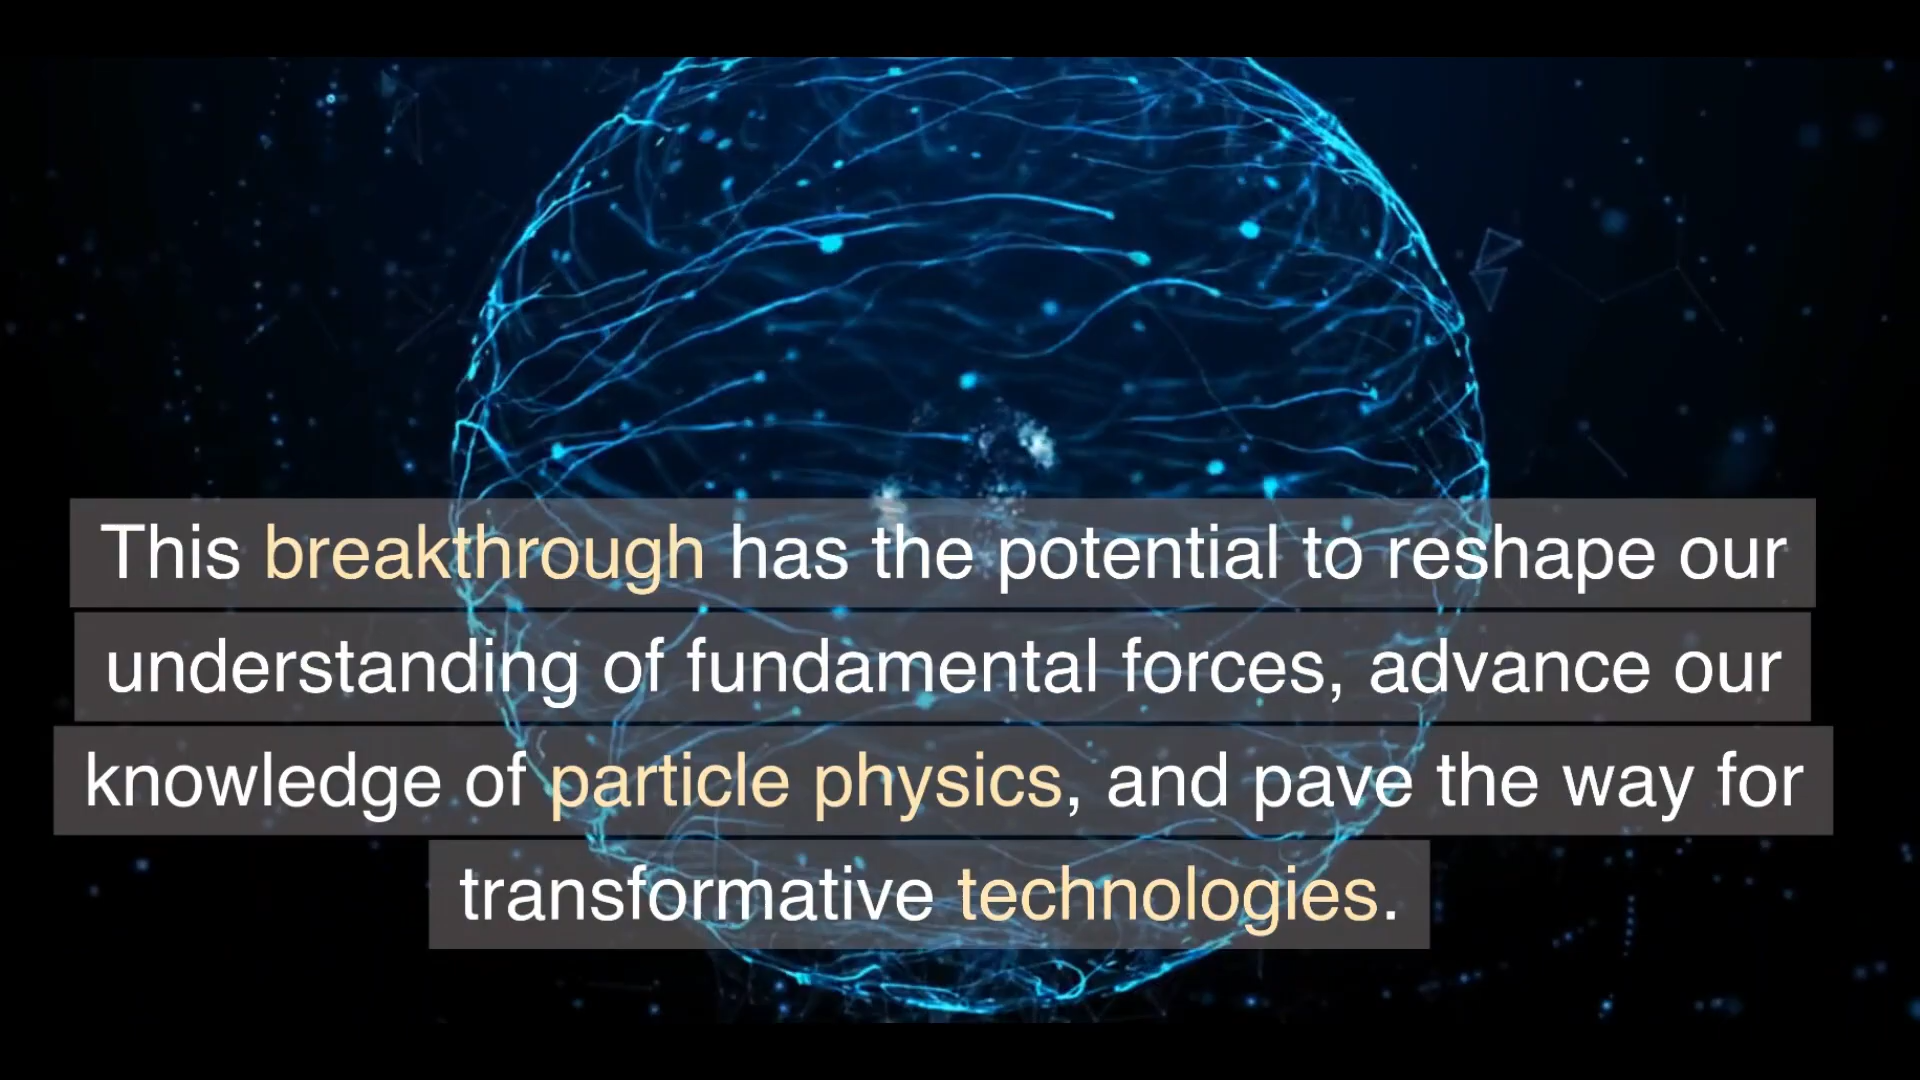 This breakthrough has the potential to reshape our
understanding of fundamental forces, advance our
knowledge of particle physics, and pave the way for
transformative technologies.